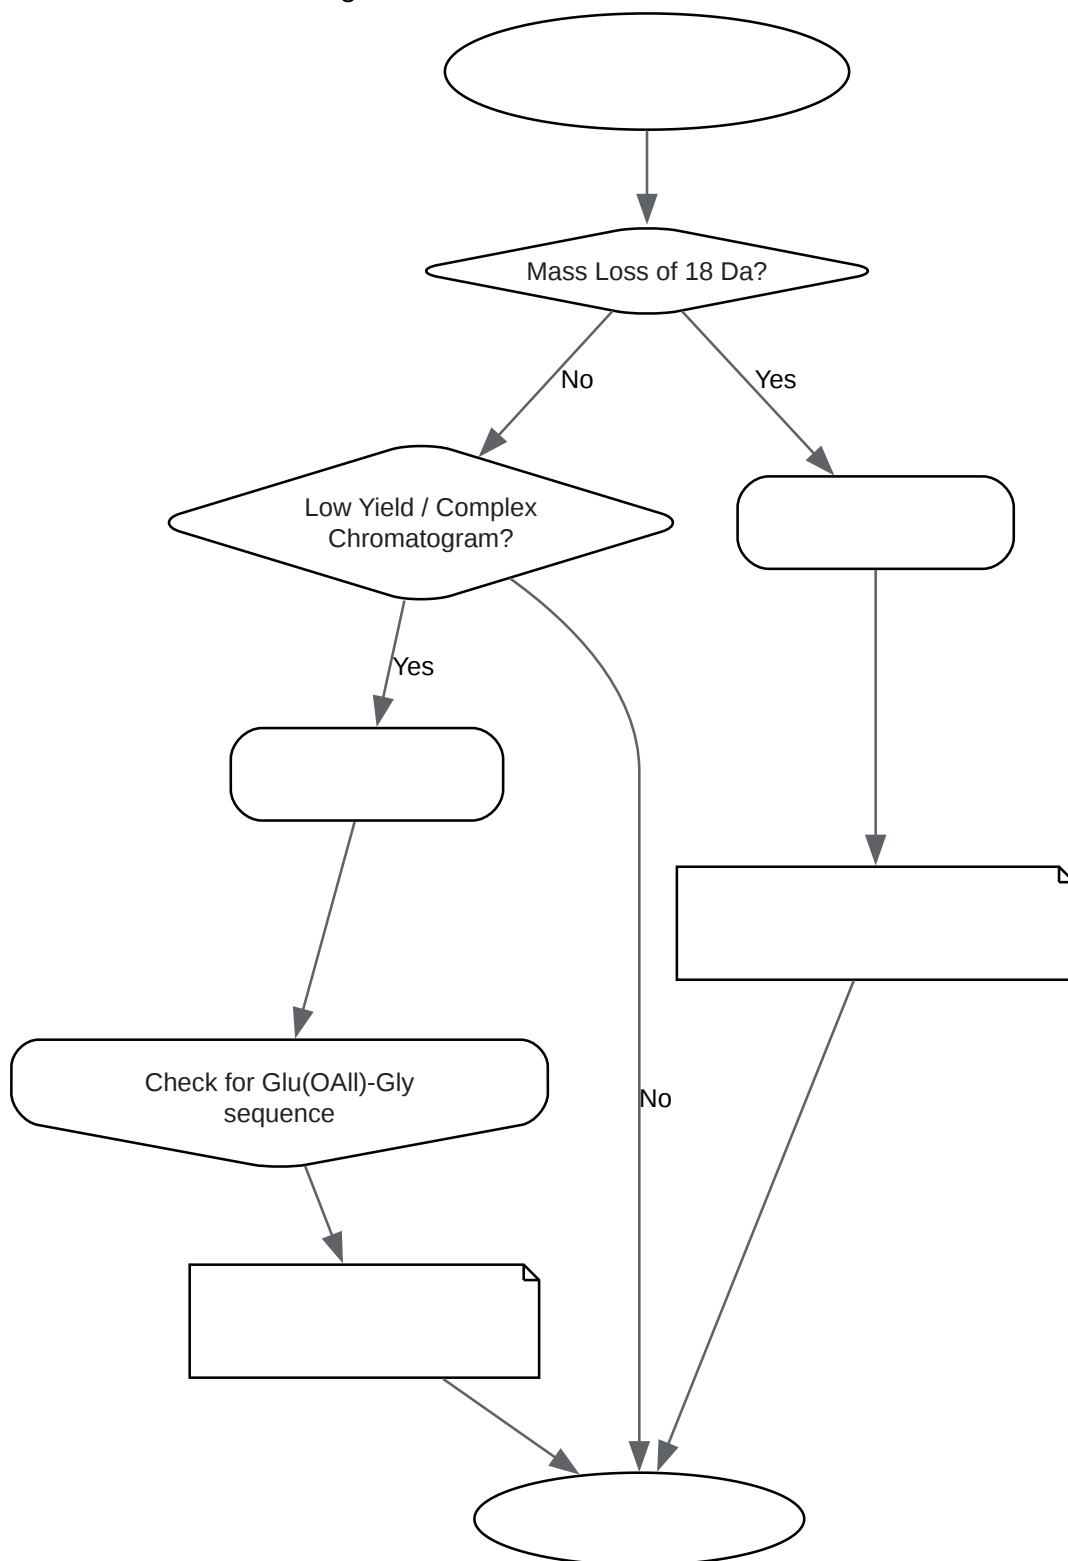 Mass Loss of 18 Da?
No
Yes
Low Yield / Complex
Chromatogram?
Yes
No
Check for Glu(OAll)-Gly
sequence